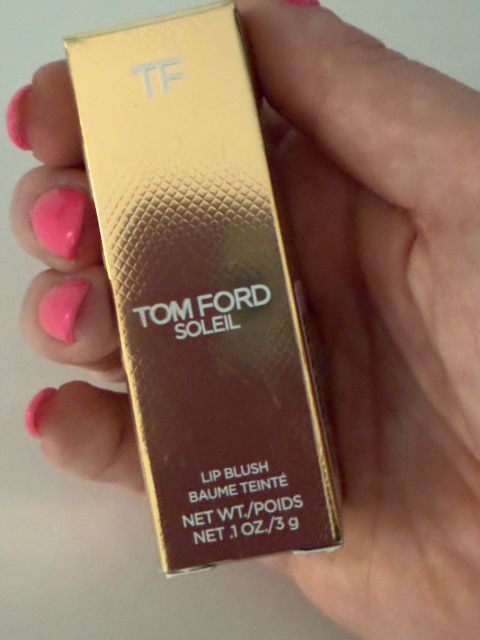 TF
TOM FORD
SOLEIL
LIP BLUSH
BAUME TEINTÉ
NET WT./POIDS
NET .1 OZ./3 g